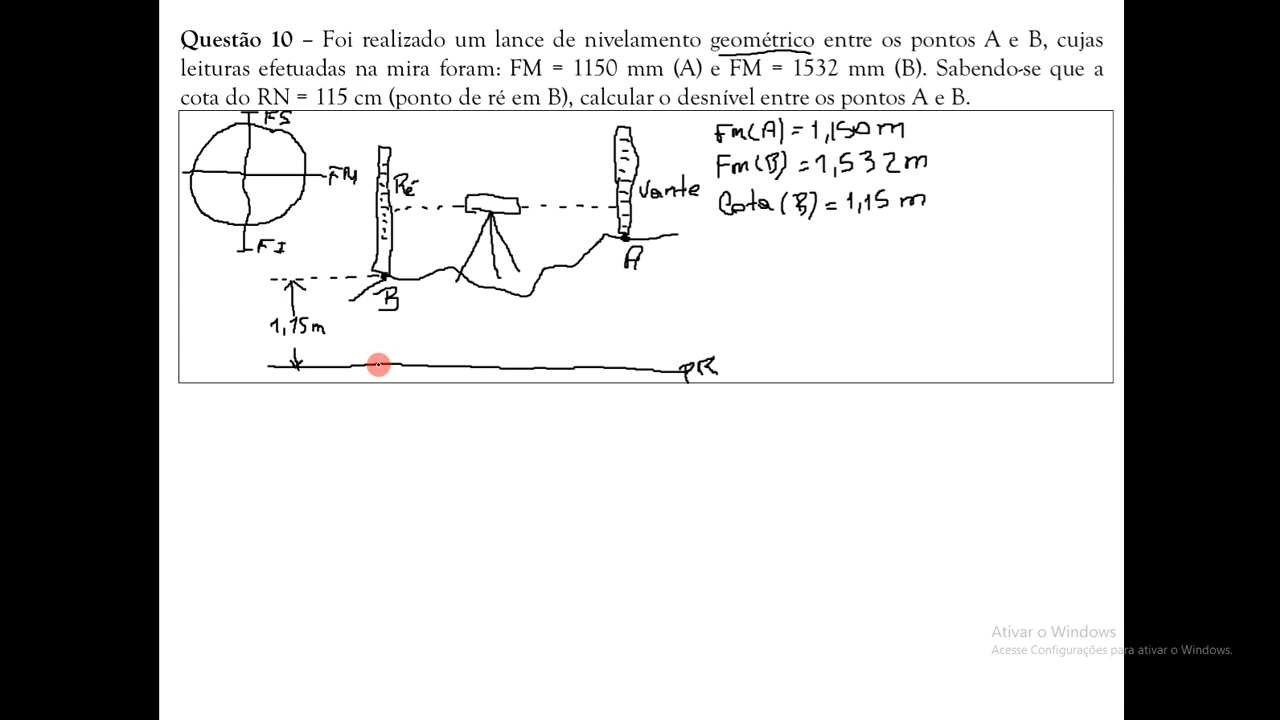 Questão 10 – Foi realizado um lance de nivelamento geométrico entre os pontos A e B, cujas
leituras efetuadas na mira foram: FM = 1150 mm (A) e FM = 1532 mm (B). Sabendo-se que a
cota do RN = 115 cm (ponto de ré em B), calcular o desnível entre os pontos A e B.
FS
FM
FI
Ré
Vante
A
B
1,15m
PR
Fm(A) = 1,150 m
Fm(B) = 1,532 m
Cota (B) = 1,15 m
Ativar o Windows
Acesse Configurações para ativar o Windows.